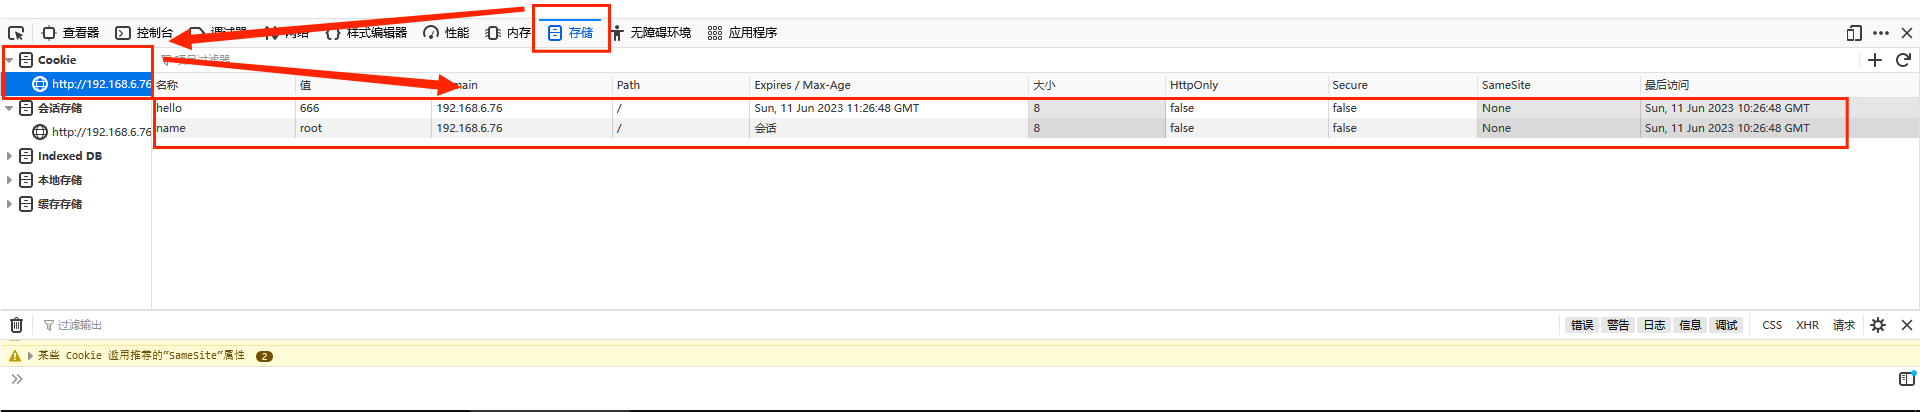 查看器 控制台 调试器 网络 样式编辑器 性能 内存 存储 无障碍环境 应用程序
Cookie
项目过滤器
http://192.168.6.76
名称 值 main Path Expires / Max-Age 大小 HttpOnly Secure SameSite 最后访问
会话存储
hello 666 192.168.6.76 / Sun, 11 Jun 2023 11:26:48 GMT 8 false false None Sun, 11 Jun 2023 10:26:48 GMT
http://192.168.6.76
name root 192.168.6.76 / 会话 8 false false None Sun, 11 Jun 2023 10:26:48 GMT
Indexed DB
本地存储
缓存存储
过滤输出 错误 警告 日志 信息 调试 CSS XHR 请求
某些 Cookie 滥用推荐的“SameSite”属性 2